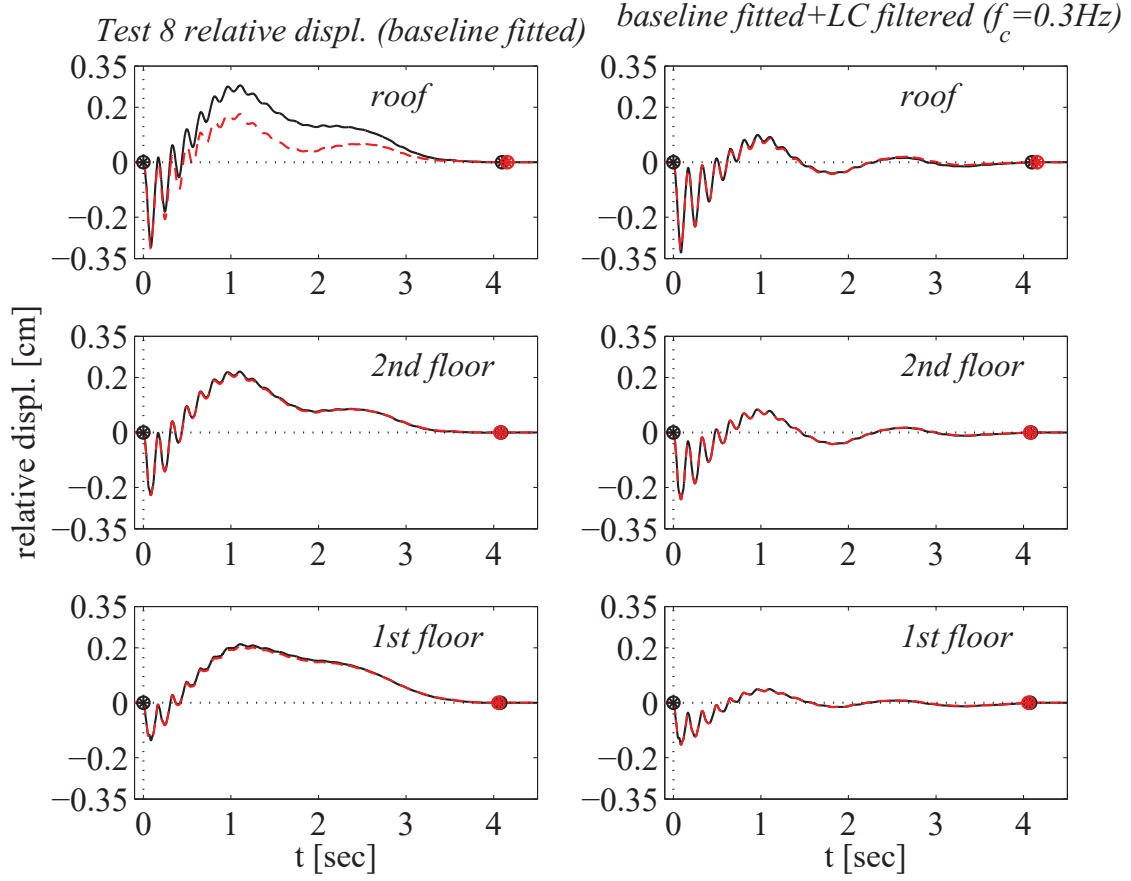 Test 8 relative displ. (baseline fitted)
baseline fitted+LC filtered (f_c=0.3Hz)
0.35
0.2
0
−0.2
−0.35
roof
0 1 2 3 4
0.35
0.2
0
−0.2
−0.35
roof
0 1 2 3 4
relative displ. [cm]
0.35
0.2
0
−0.2
−0.35
2nd floor
0 1 2 3 4
0.35
0.2
0
−0.2
−0.35
2nd floor
0 1 2 3 4
0.35
0.2
0
−0.2
−0.35
1st floor
0 1 2 3 4
t [sec]
0.35
0.2
0
−0.2
−0.35
1st floor
0 1 2 3 4
t [sec]